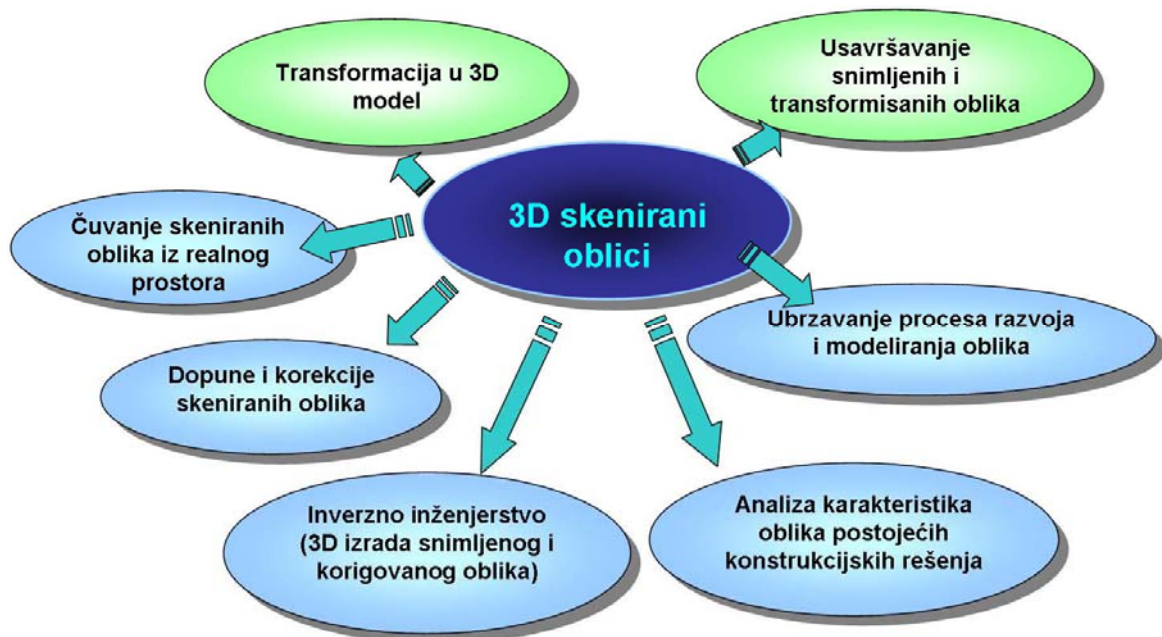 Transformacija u 3D
model
Usavršavanje
snimljenih i
transformisanih oblika
3D skenirani
oblici
Čuvanje skeniranih
oblika iz realnog
prostora
Ubrzavanje procesa razvoja
i modeliranja oblika
Dopune i korekcije
skeniranih oblika
Inverzno inženjerstvo
(3D izrada snimljenog i
korigovanog oblika)
Analiza karakteristika
oblika postojećih
konstrukcijskih rešenja